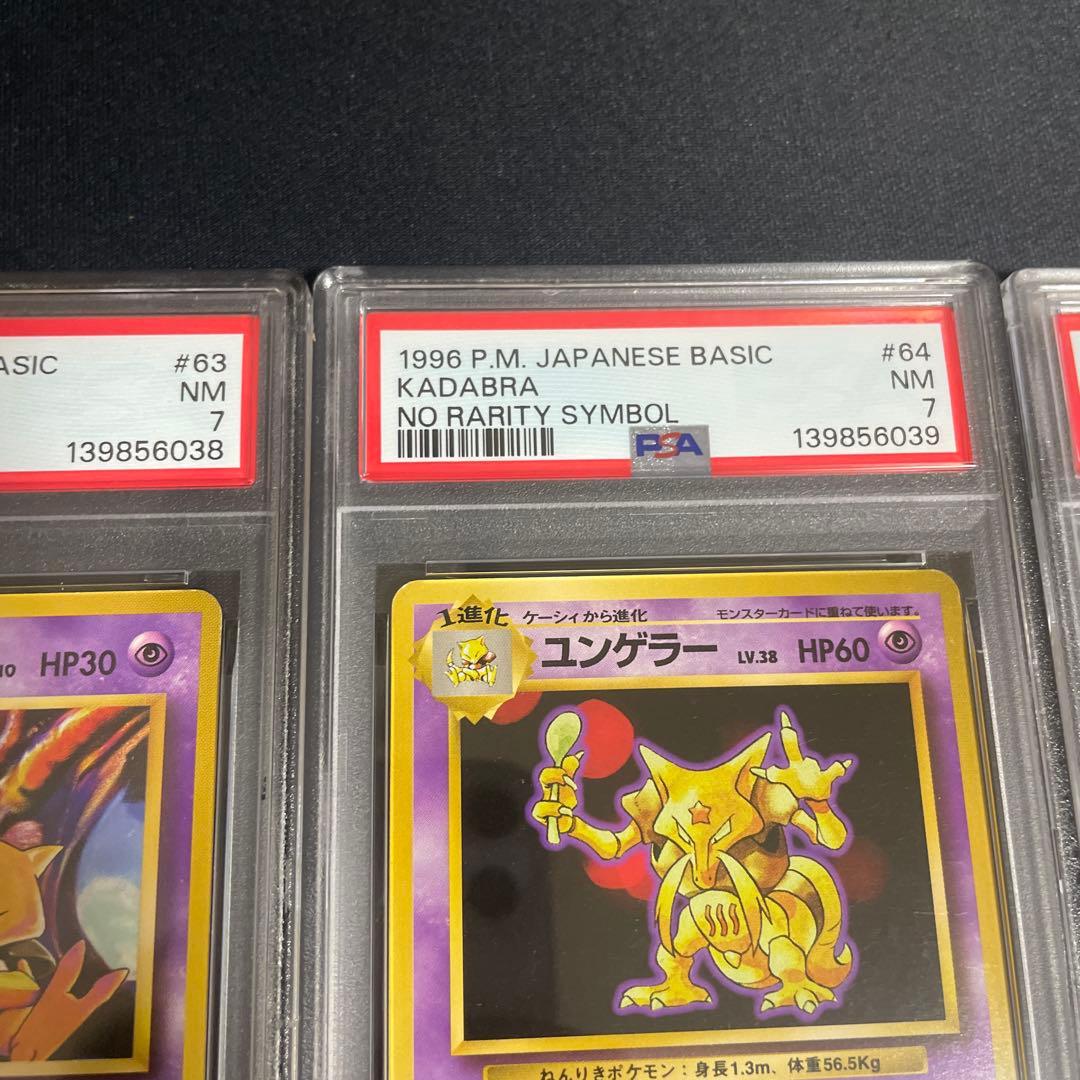 ASIC #63
NM
7
139856038
HP30
1996 P.M. JAPANESE BASIC #64
KADABRA NM
NO RARITY SYMBOL 7
PSA 139856039
1進化 ケーシィから進化 モンスターカードに重ねて使います。
ユンゲラー LV.38 HP60
ねんりきポケモン:身長1.3m、体重56.5Kg